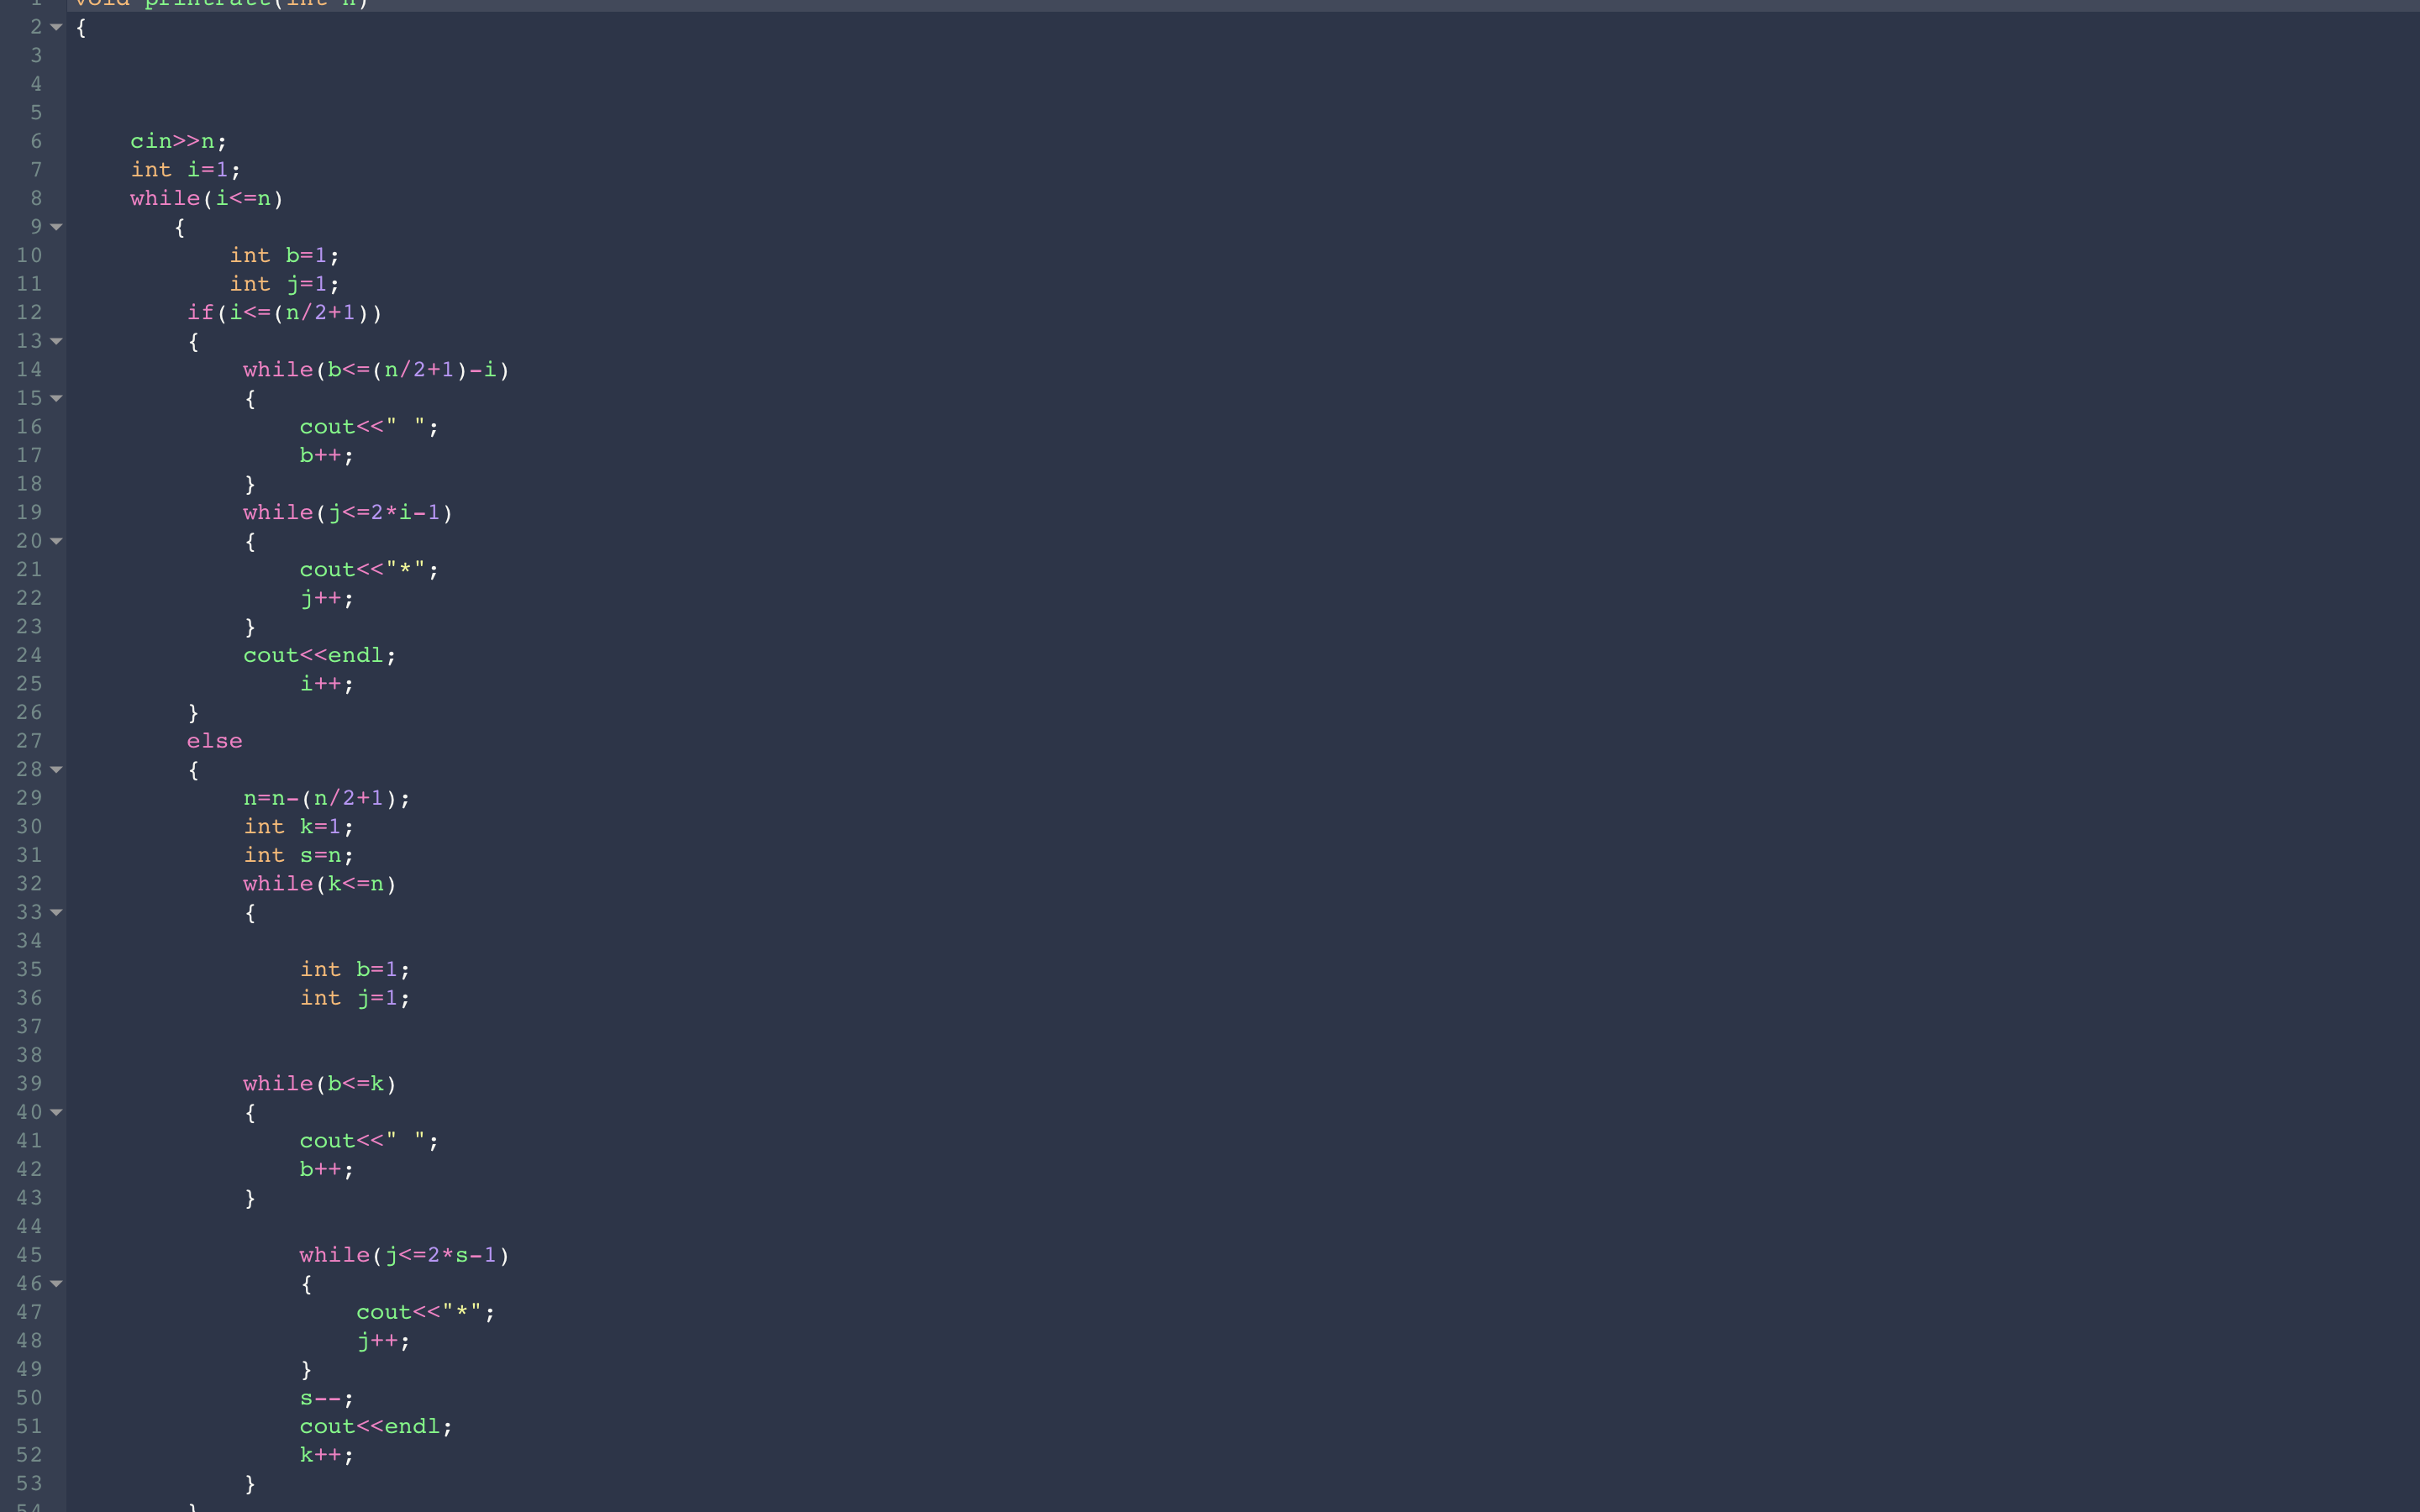 1 void printPatt(int n)
2 {
3
4
5
6 cin>>n;
7 int i=1;
8 while(i<=n)
9 {
10 int b=1;
11 int j=1;
12 if(i<=(n/2+1))
13 {
14 while(b<=(n/2+1)-i)
15 {
16 cout<<" ";
17 b++;
18 }
19 while(j<=2*i-1)
20 {
21 cout<<"*";
22 j++;
23 }
24 cout<<endl;
25 i++;
26 }
27 else
28 {
29 n=n-(n/2+1);
30 int k=1;
31 int s=n;
32 while(k<=n)
33 {
34
35 int b=1;
36 int j=1;
37
38
39 while(b<=k)
40 {
41 cout<<" ";
42 b++;
43 }
44
45 while(j<=2*s-1)
46 {
47 cout<<"*";
48 j++;
49 }
50 s--;
51 cout<<endl;
52 k++;
53 }
54 }